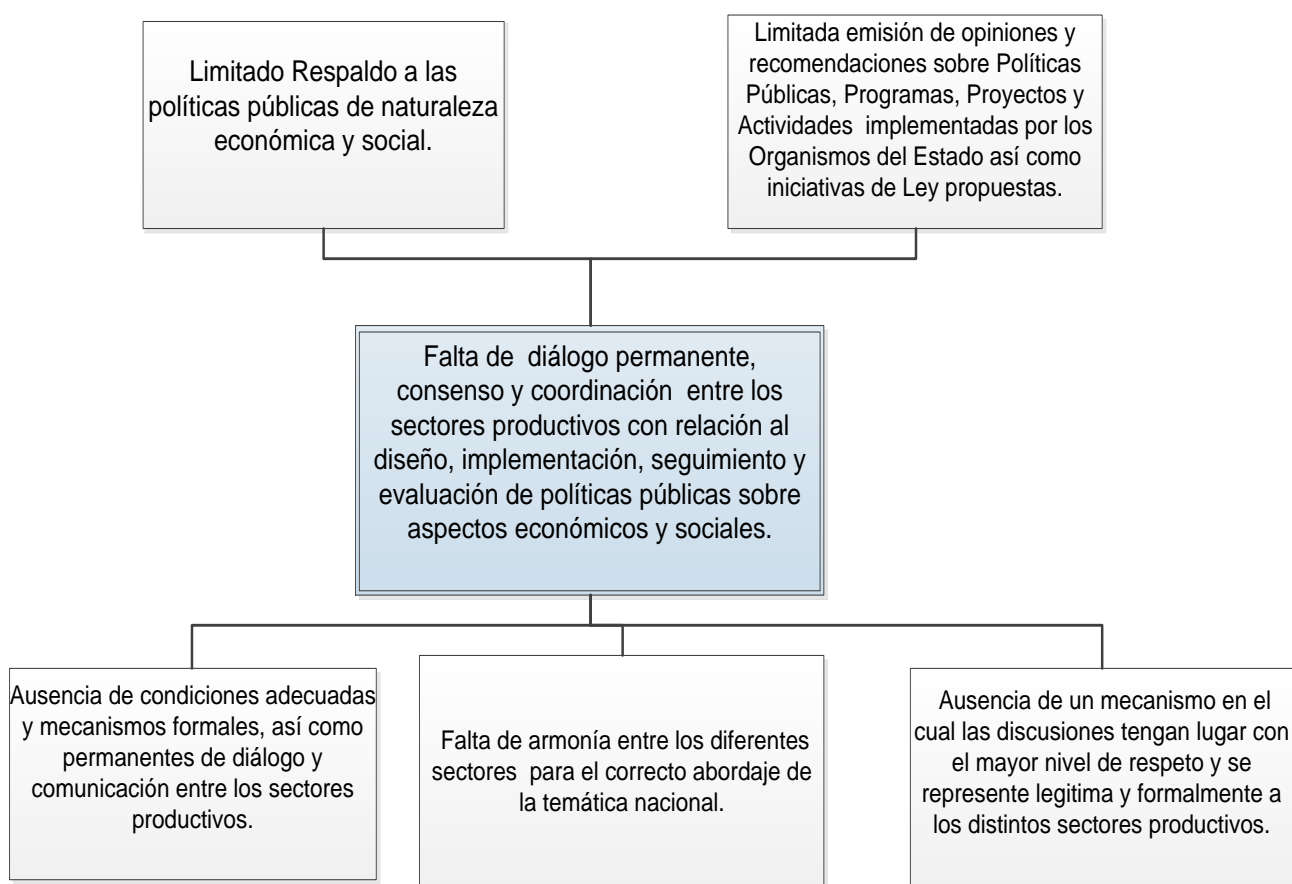 Limitado Respaldo a las
políticas públicas de naturaleza
económica y social.
Limitada emisión de opiniones y
recomendaciones sobre Políticas
Públicas, Programas, Proyectos y
Actividades implementadas por los
Organismos del Estado así como
iniciativas de Ley propuestas.
Falta de diálogo permanente,
consenso y coordinación entre los
sectores productivos con relación al
diseño, implementación, seguimiento y
evaluación de políticas públicas sobre
aspectos económicos y sociales.
Ausencia de condiciones adecuadas
y mecanismos formales, así como
permanentes de diálogo y
comunicación entre los sectores
productivos.
Falta de armonía entre los diferentes
sectores para el correcto abordaje de
la temática nacional.
Ausencia de un mecanismo en el
cual las discusiones tengan lugar con
el mayor nivel de respeto y se
represente legitima y formalmente a
los distintos sectores productivos.